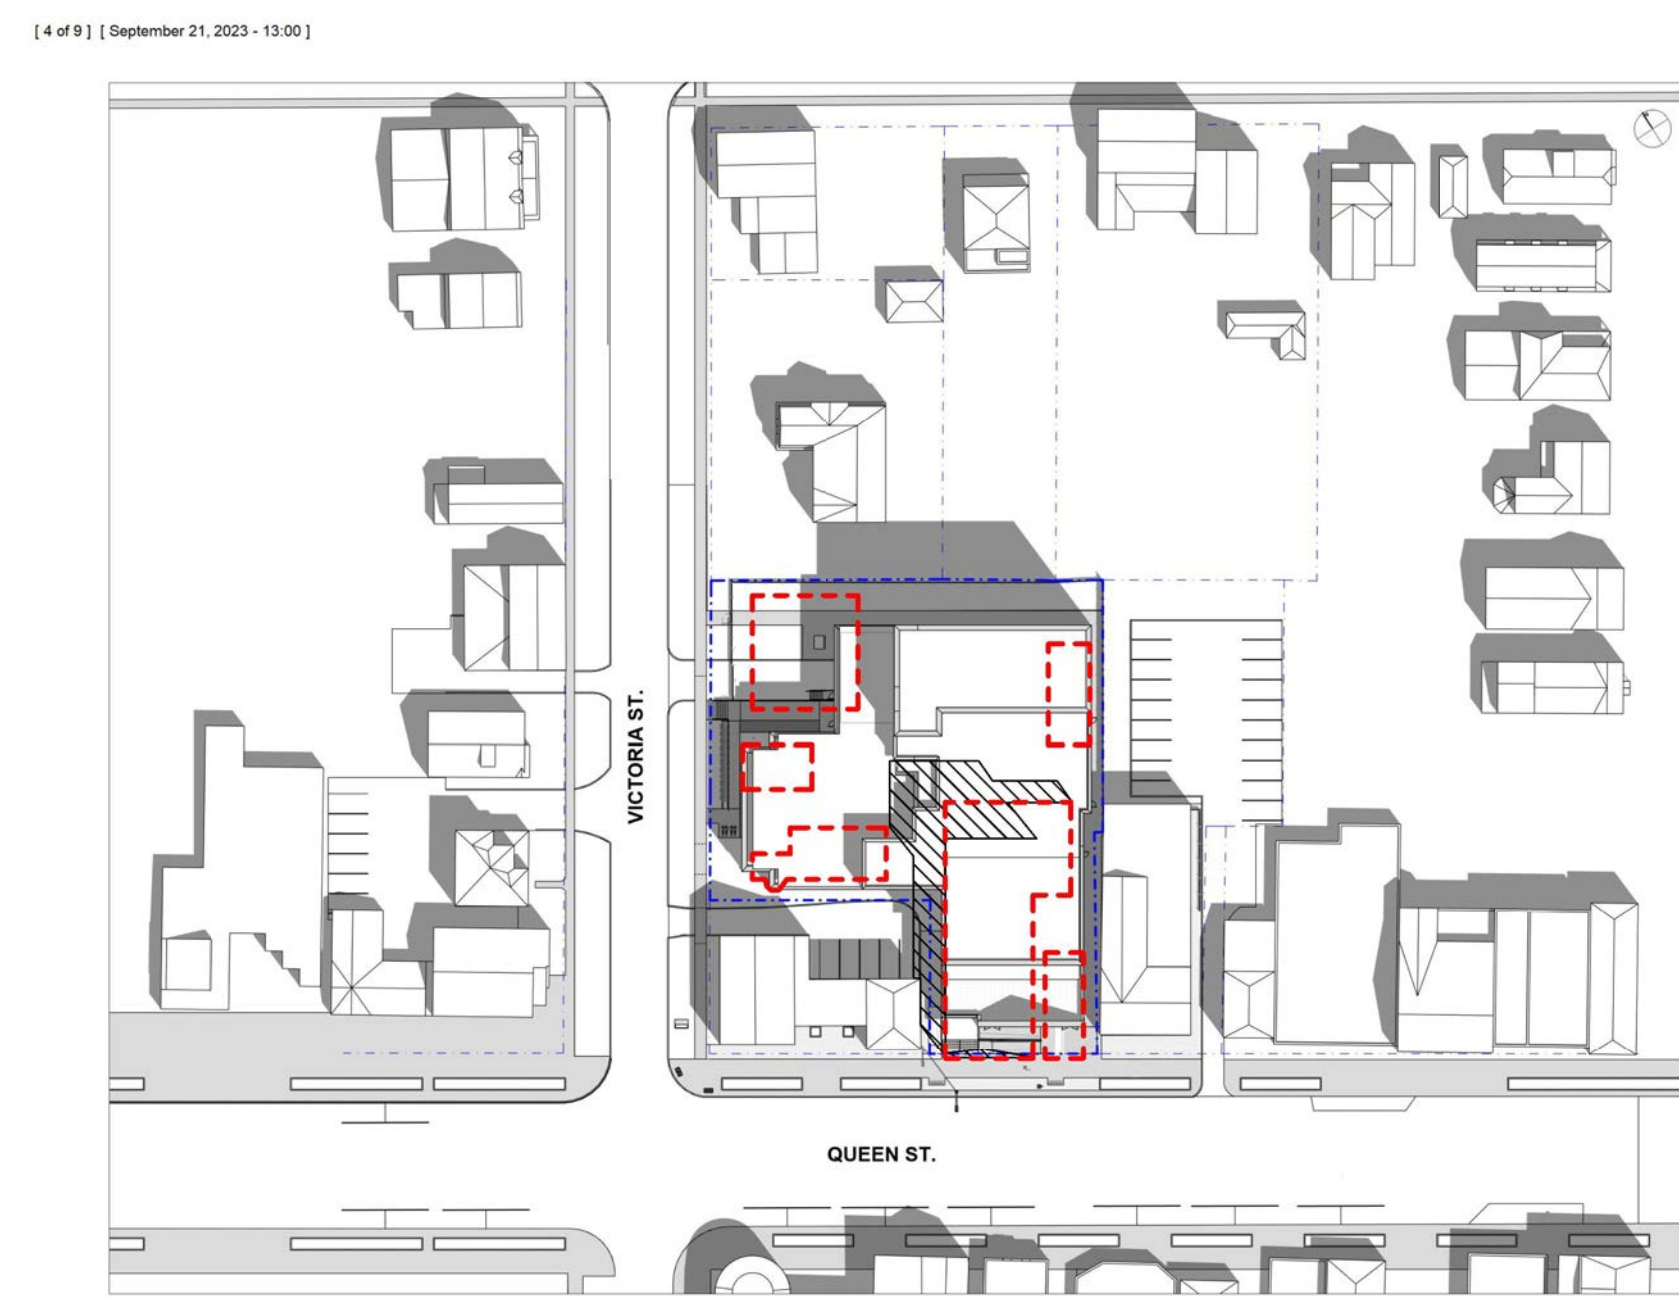 [ 4 of 9 ] [ September 21, 2023 - 13:00 ]
VICTORIA ST.
QUEEN ST.